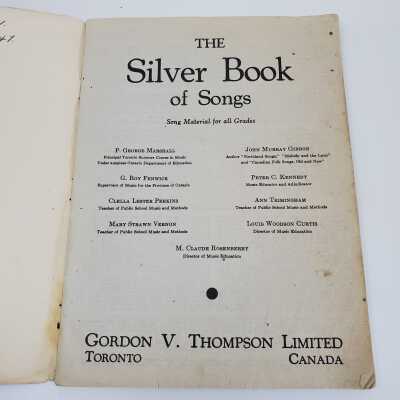 THE
Silver Book
of Songs
Song Material for all Grades
P. George Marshall
Principal Toronto Summer Course in Music
Under auspices Ontario Department of Education
John Murray Gibbon
Author "Northland Songs," "Melody and the Lyric"
and "Canadian Folk Songs, Old and New"
G. Roy Fenwick
Supervisor of Music for the Province of Ontario
Peter C. Kennedy
Music Educator and Adjudicator
Clella Lester Perkins
Teacher of Public School Music and Methods
Ann Trimingham
Teacher of Public School Music and Methods
Mary Strawn Vernon
Teacher of Public School Music and Methods
Louis Woodson Curtis
Director of Music Education
M. Claude Rosenberry
Director of Music Education
Gordon V. Thompson Limited
Toronto Canada